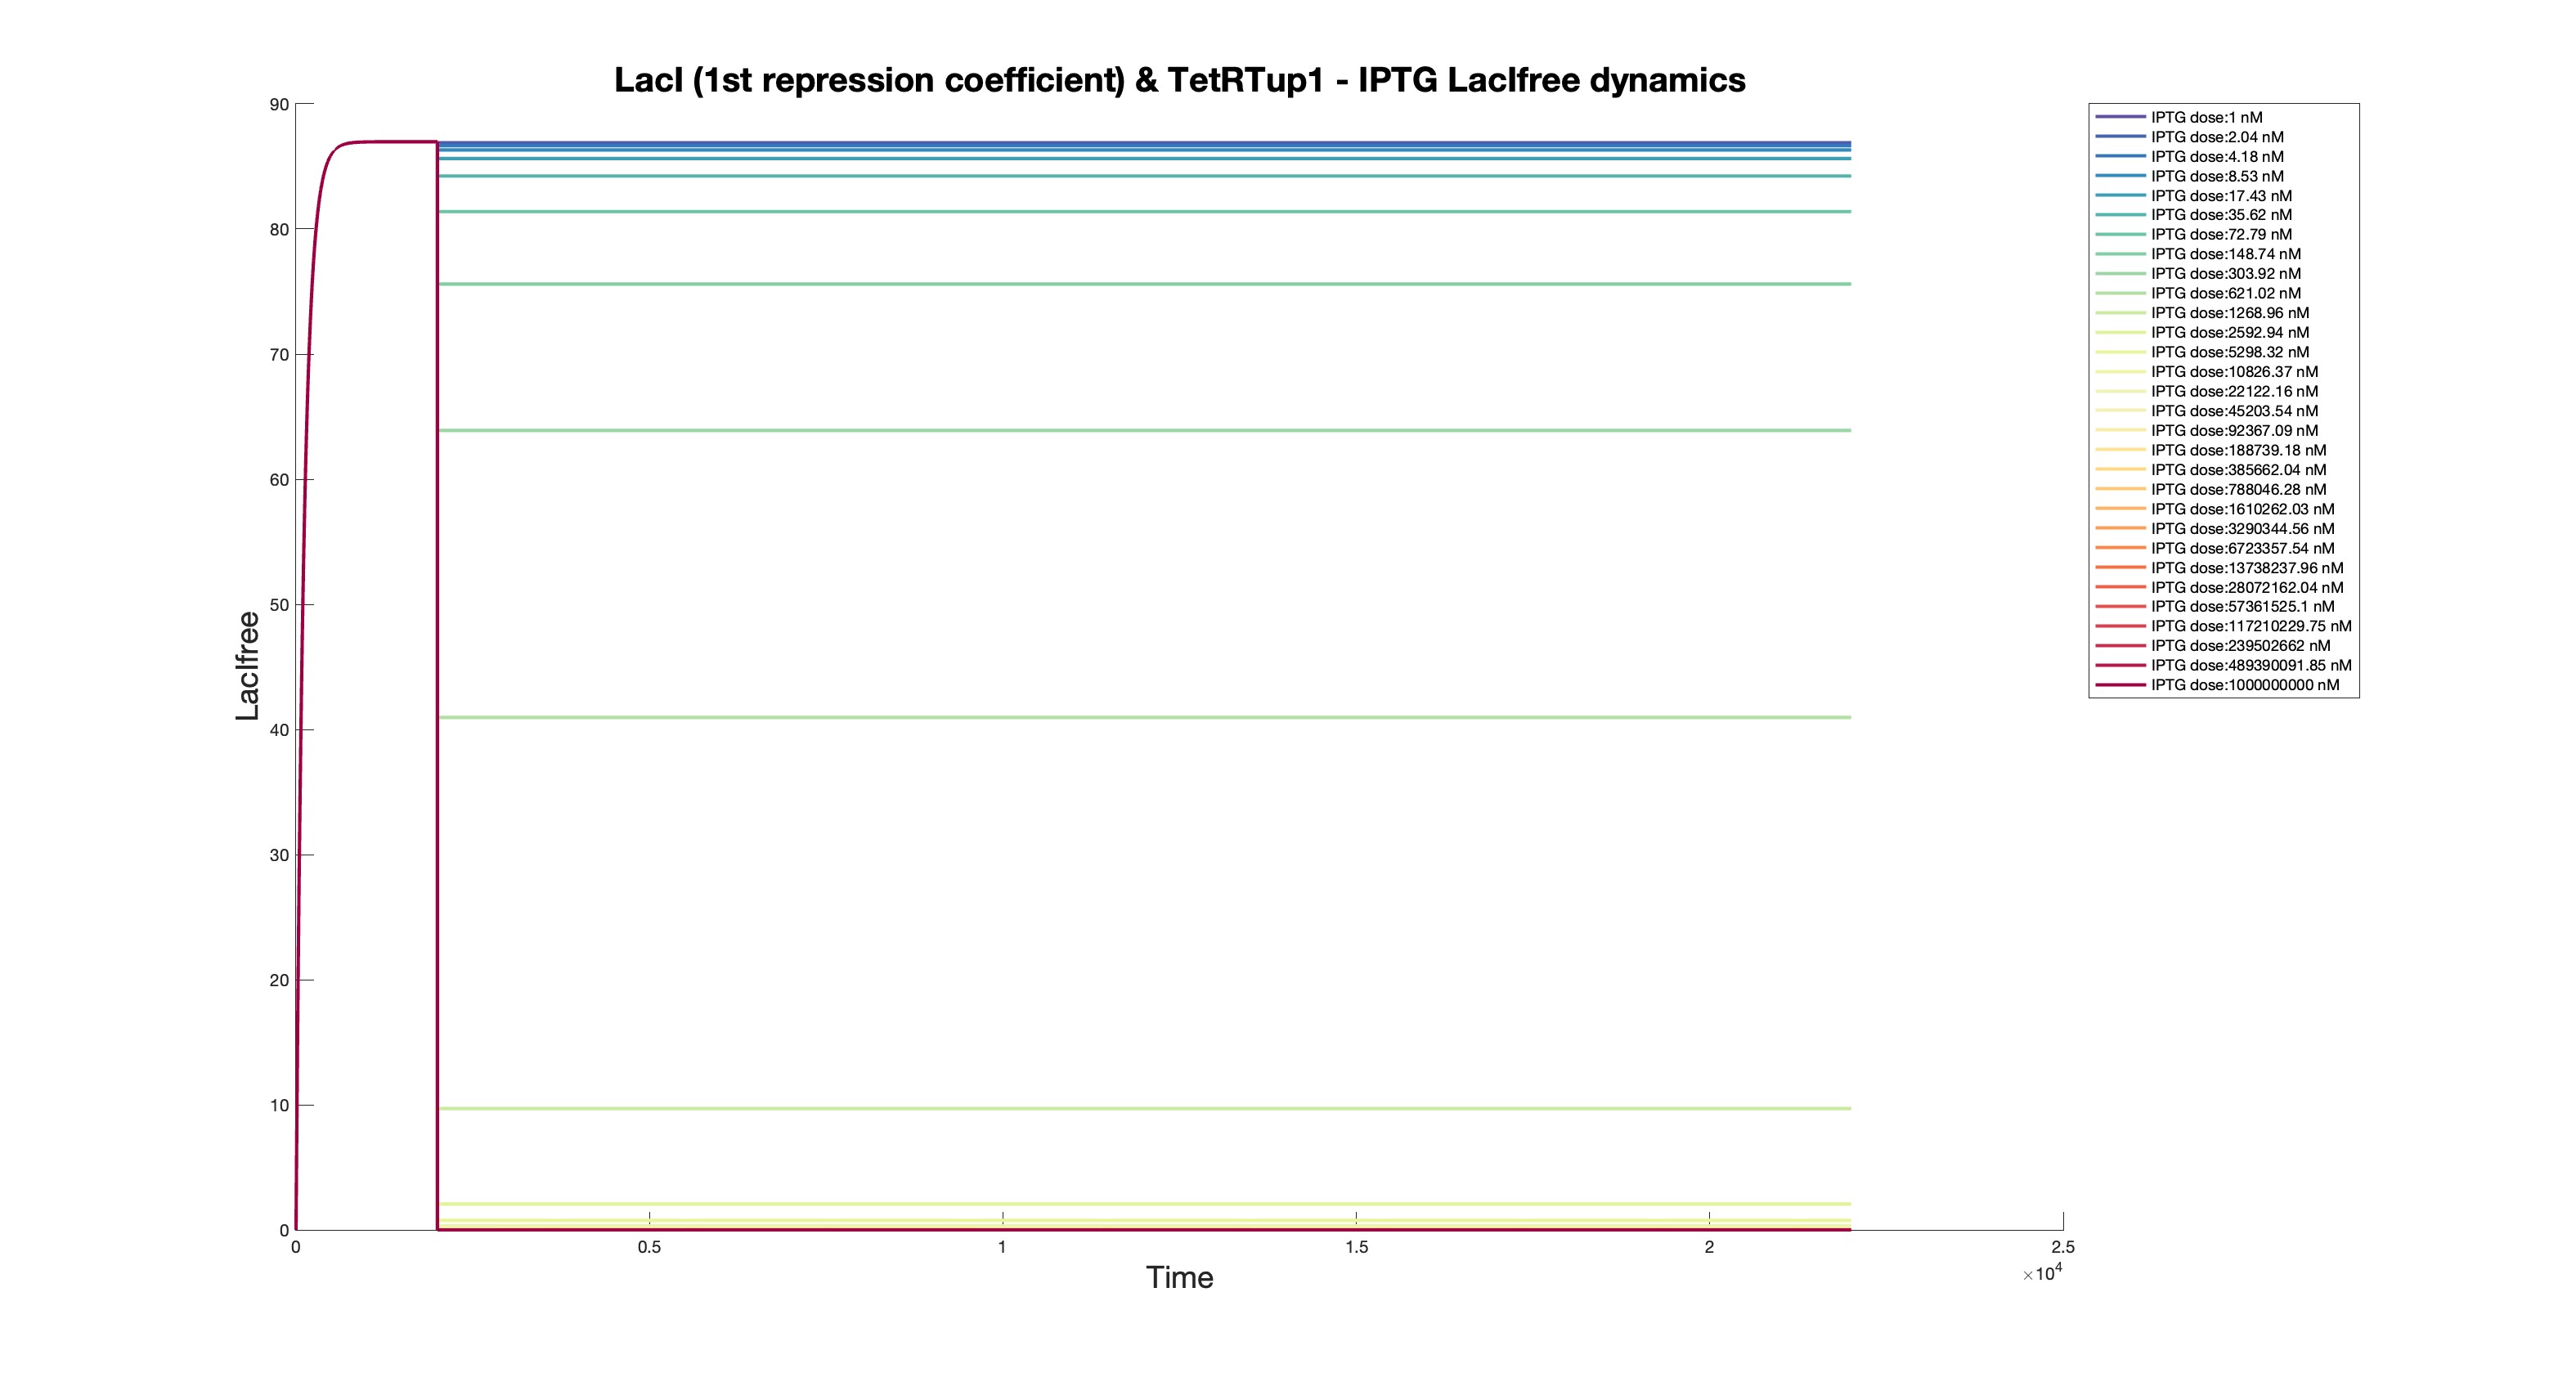 LacI (1st repression coefficient) & TetRTup1 - IPTG LacIfree dynamics
90
80
70
60
50
40
30
20
10
0
LacIfree
0
0.5
1
1.5
2
2.5
×10^4
Time
IPTG dose:1 nM
IPTG dose:2.04 nM
IPTG dose:4.18 nM
IPTG dose:8.53 nM
IPTG dose:17.43 nM
IPTG dose:35.62 nM
IPTG dose:72.79 nM
IPTG dose:148.74 nM
IPTG dose:303.92 nM
IPTG dose:621.02 nM
IPTG dose:1268.96 nM
IPTG dose:2592.94 nM
IPTG dose:5298.32 nM
IPTG dose:10826.37 nM
IPTG dose:22122.16 nM
IPTG dose:45203.54 nM
IPTG dose:92367.09 nM
IPTG dose:188739.18 nM
IPTG dose:385662.04 nM
IPTG dose:788046.28 nM
IPTG dose:1610262.03 nM
IPTG dose:3290344.56 nM
IPTG dose:6723357.54 nM
IPTG dose:13738237.96 nM
IPTG dose:28072162.04 nM
IPTG dose:57361525.1 nM
IPTG dose:117210229.75 nM
IPTG dose:239502662 nM
IPTG dose:489390091.85 nM
IPTG dose:1000000000 nM